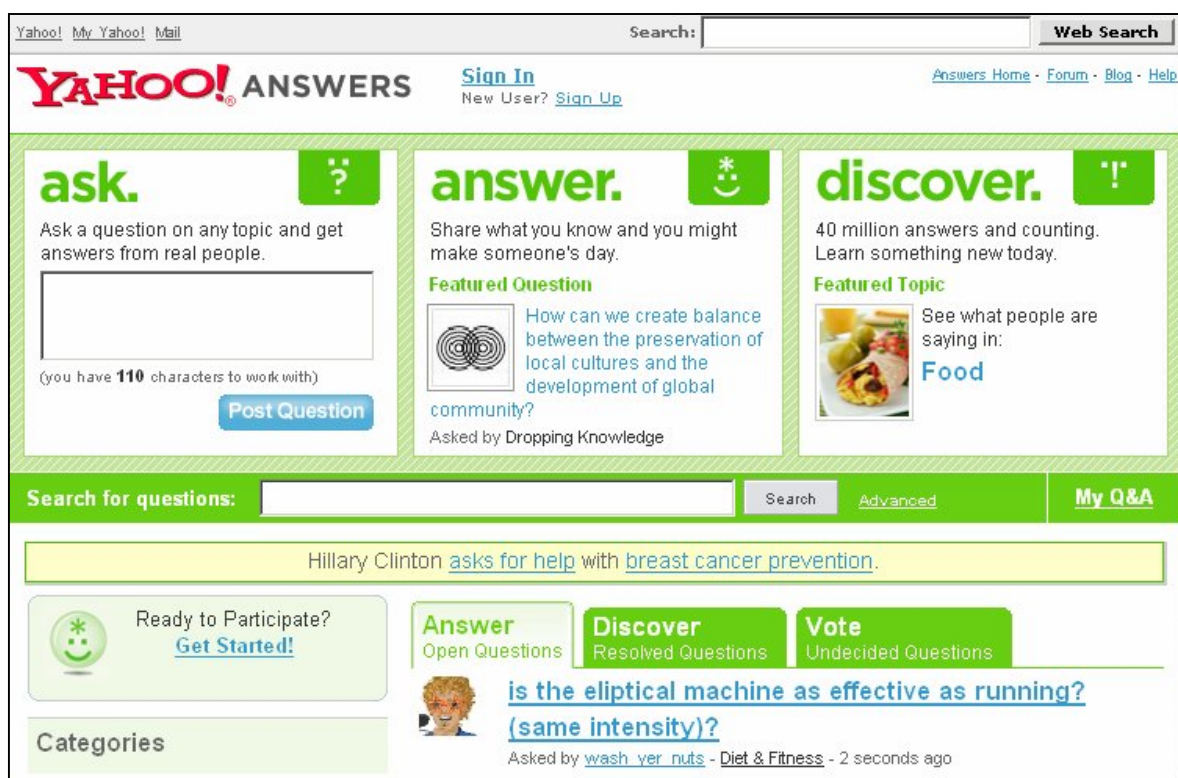 Yahoo! My Yahoo! Mail
Search:
Web Search
YAHOO! ANSWERS
Sign In
New User? Sign Up
Answers Home - Forum - Blog - Help
ask.
?
Ask a question on any topic and get
answers from real people.
(you have 110 characters to work with)
Post Question
answer.
Share what you know and you might
make someone's day.
Featured Question
How can we create balance
between the preservation of
local cultures and the
development of global
community?
Asked by Dropping Knowledge
discover.
!
40 million answers and counting.
Learn something new today.
Featured Topic
See what people are
saying in:
Food
Search for questions:
Search
Advanced
My Q&A
Hillary Clinton asks for help with breast cancer prevention.
Ready to Participate?
Get Started!
Categories
Answer
Open Questions
Discover
Resolved Questions
Vote
Undecided Questions
is the eliptical machine as effective as running?
(same intensity)?
Asked by wash_yer_nuts - Diet & Fitness - 2 seconds ago